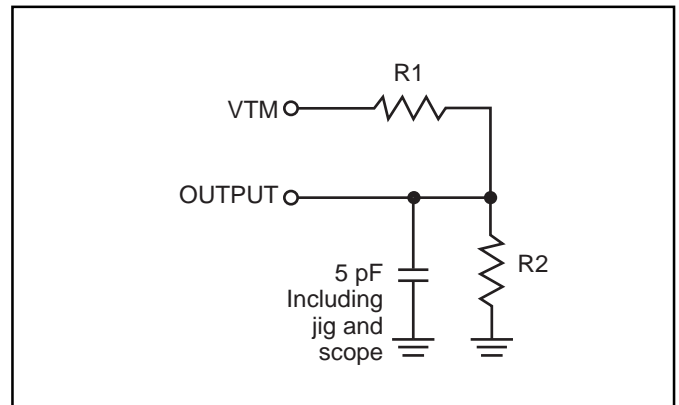 R1
VTM
OUTPUT
R2
5 pF
Including
jig and
scope